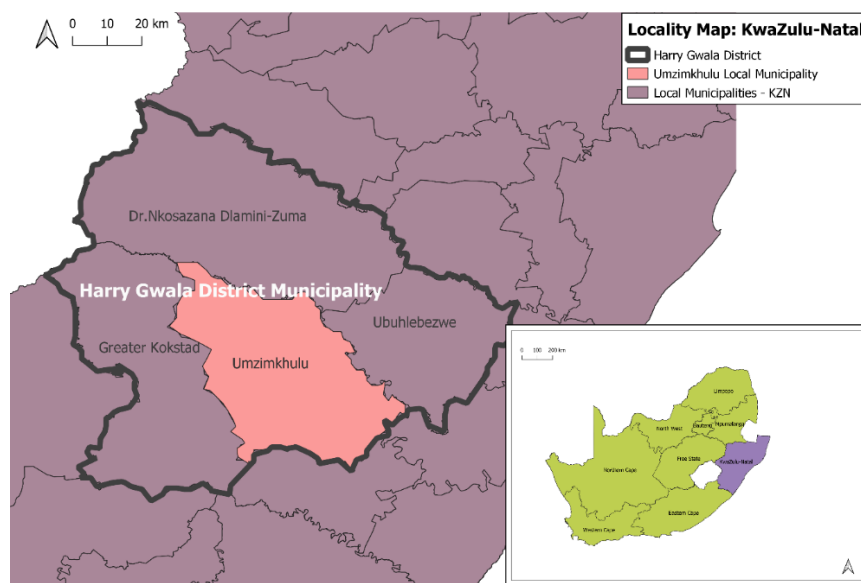 0 10 20 km
Locality Map: KwaZulu-Natal
Harry Gwala District
Umzimkhulu Local Municipality
Local Municipalities - KZN
Dr.Nkosazana Dlamini-Zuma
Harry Gwala District Municipality
Ubuhlebezwe
Greater Kokstad
Umzimkhulu
0 100 200 km
Limpopo
North West
Gauteng
Mpumalanga
Free State
KwaZulu-Natal
Northern Cape
Eastern Cape
Western Cape